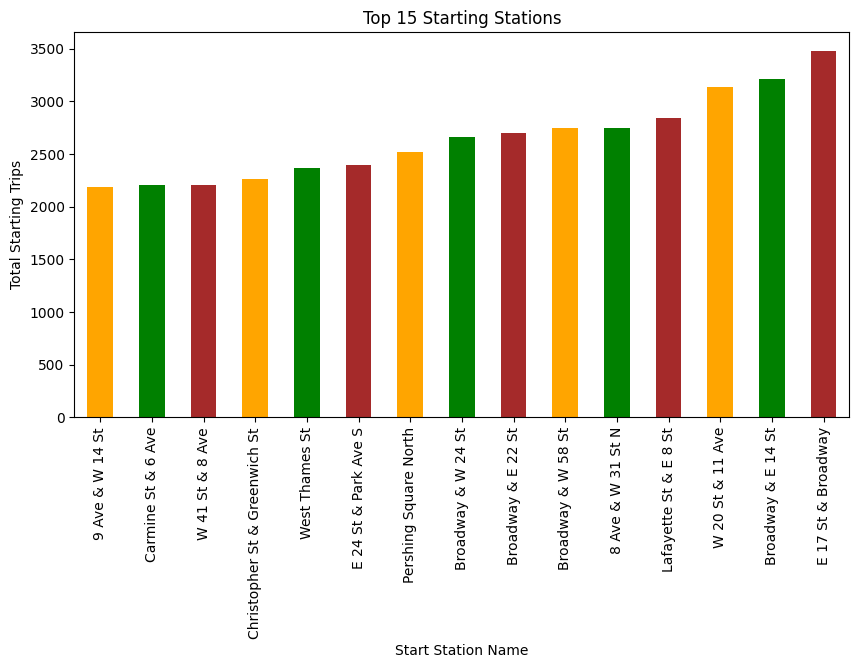 Top 15 Starting Stations
Total Starting Trips
3500
3000
2500
2000
1500
1000
500
0
9 Ave & W 14 St
Carmine St & 6 Ave
W 41 St & 8 Ave
Christopher St & Greenwich St
West Thames St
E 24 St & Park Ave S
Pershing Square North
Broadway & W 24 St
Broadway & E 22 St
Broadway & W 58 St
8 Ave & W 31 St N
Lafayette St & E 8 St
W 20 St & 11 Ave
Broadway & E 14 St
E 17 St & Broadway
Start Station Name